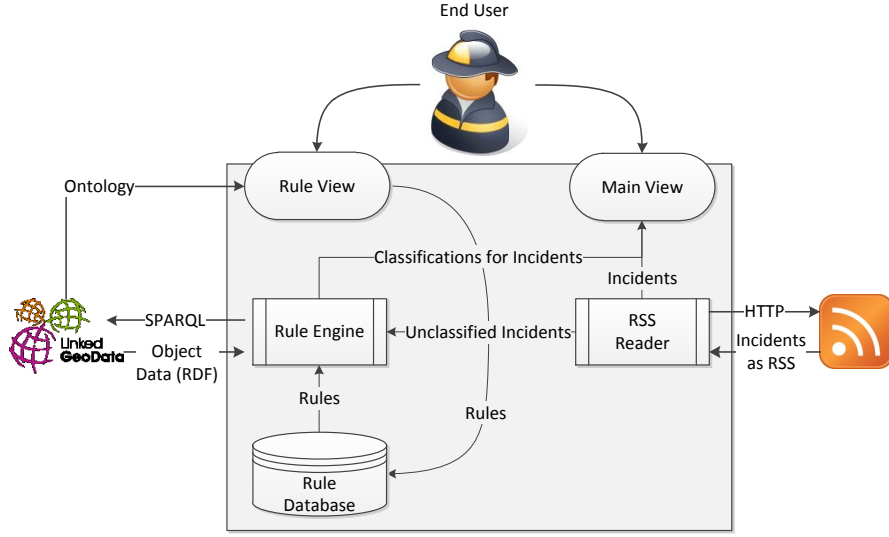 End User
Ontology
Rule View
Main View
Classifications for Incidents
Incidents
SPARQL
Rule Engine
Unclassified Incidents
RSS
Reader
HTTP
Linked
GeoData
Object
Data (RDF)
Incidents
as RSS
Rules
Rules
Rule
Database